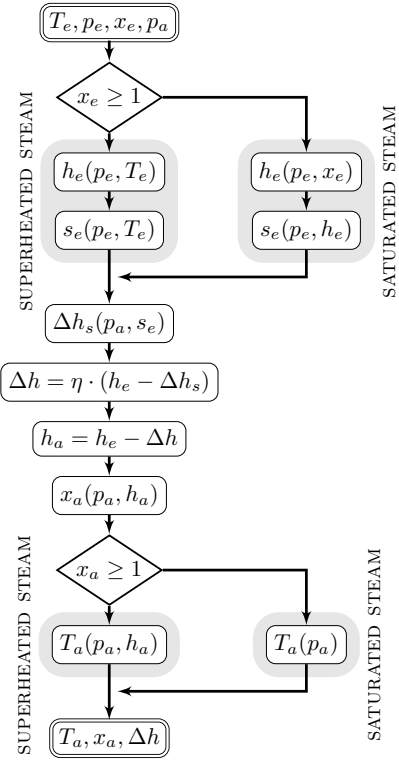 T_e, p_e, x_e, p_a
x_e ≥ 1
SUPERHEATED STEAM
h_e(p_e, T_e)
s_e(p_e, T_e)
h_e(p_e, x_e)
s_e(p_e, h_e)
SATURATED STEAM
Δh_s(p_a, s_e)
Δh = η · (h_e − Δh_s)
h_a = h_e − Δh
x_a(p_a, h_a)
x_a ≥ 1
SUPERHEATED STEAM
T_a(p_a, h_a)
T_a(p_a)
SATURATED STEAM
T_a, x_a, Δh